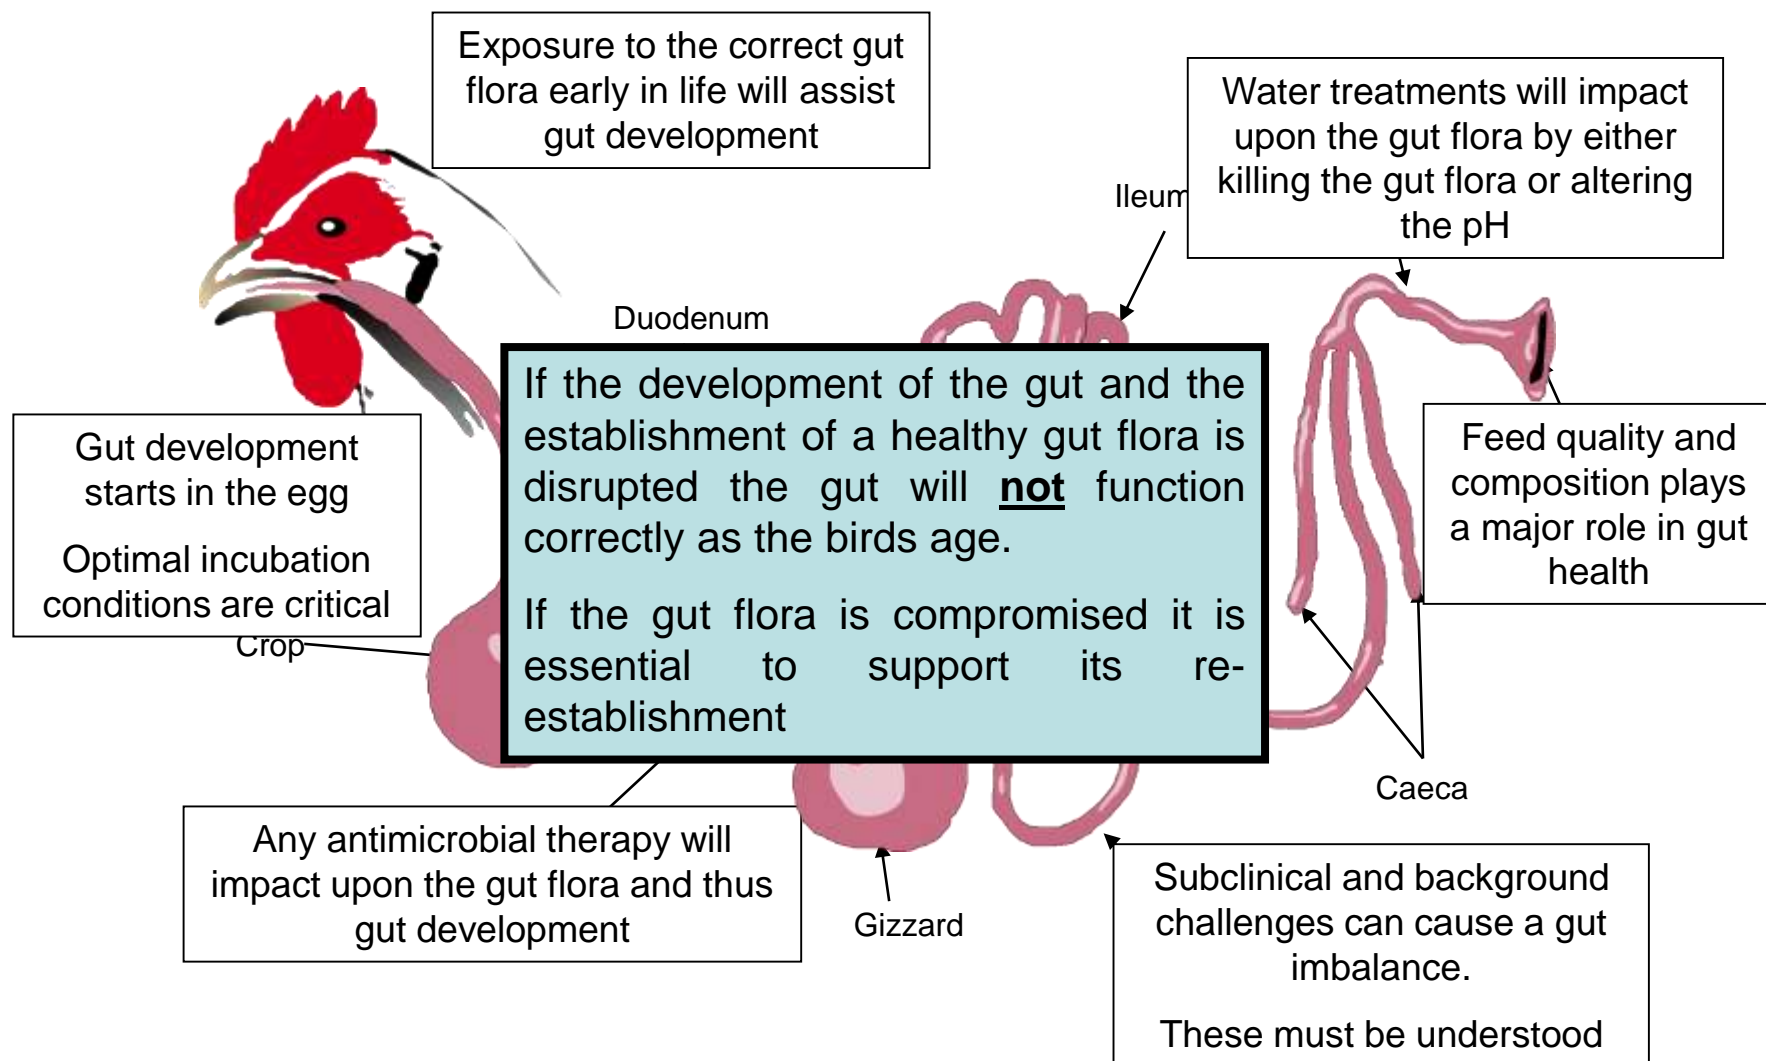 Exposure to the correct gut
flora early in life will assist
gut development
Water treatments will impact
upon the gut flora by either
killing the gut flora or altering
the pH
Ileum
Duodenum
If the development of the gut and the
establishment of a healthy gut flora is
disrupted the gut will not function
correctly as the birds age.
If the gut flora is compromised it is
essential to support its re-
establishment
Gut development
starts in the egg
Optimal incubation
conditions are critical
Crop
Feed quality and
composition plays
a major role in gut
health
Caeca
Any antimicrobial therapy will
impact upon the gut flora and thus
gut development
Gizzard
Subclinical and background
challenges can cause a gut
imbalance.
These must be understood